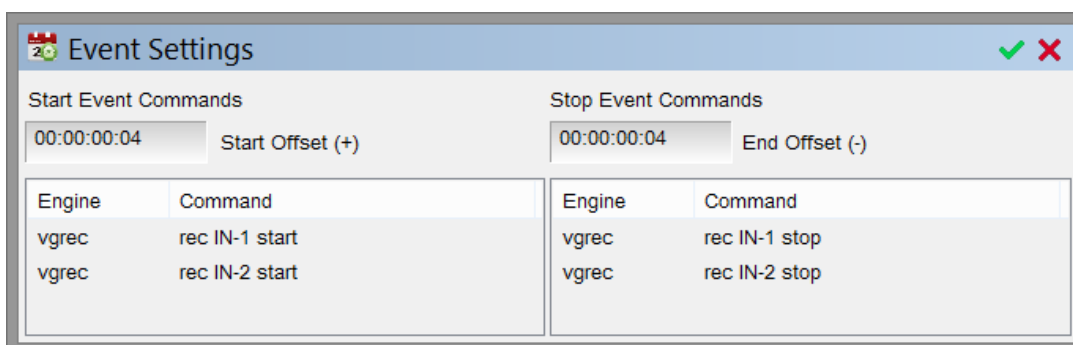 20 Event Settings
Start Event Commands
00:00:00:04 Start Offset (+)
Engine Command
vgrec rec IN-1 start
vgrec rec IN-2 start
Stop Event Commands
00:00:00:04 End Offset (-)
Engine Command
vgrec rec IN-1 stop
vgrec rec IN-2 stop